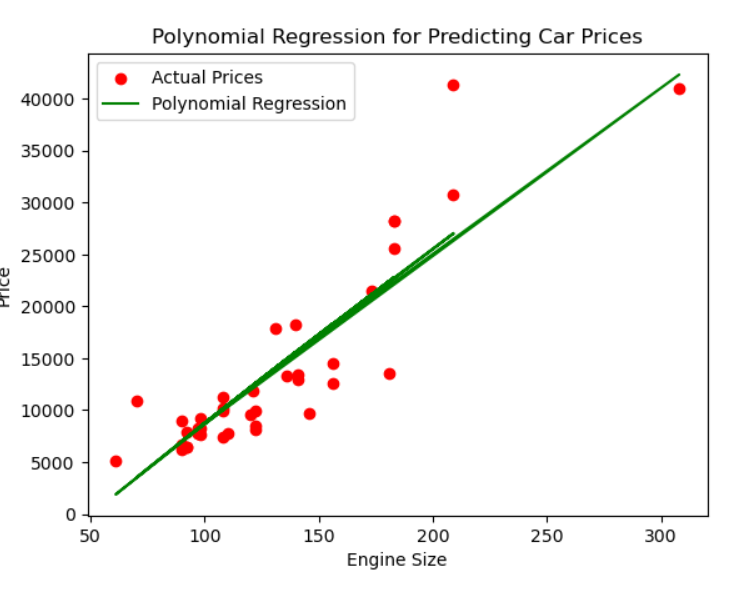 Polynomial Regression for Predicting Car Prices
Actual Prices
Polynomial Regression
40000
35000
30000
25000
20000
15000
10000
5000
0
Price
50 100 150 200 250 300
Engine Size